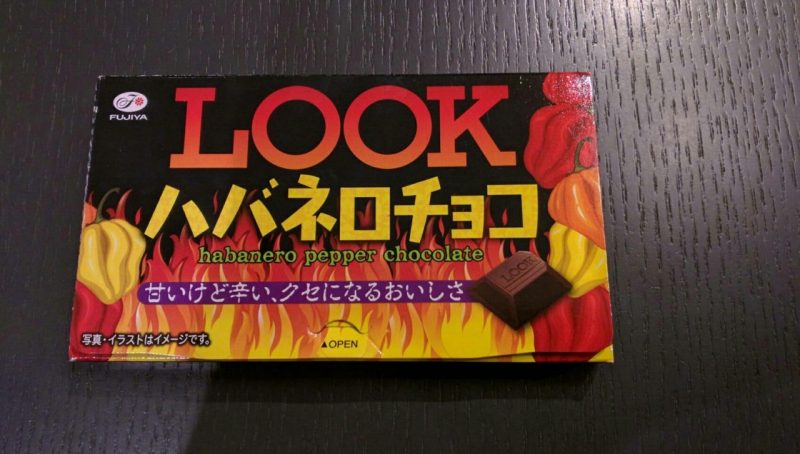 FUJIYA
LOOK
ハバネロチョコ
habanero pepper chocolate
LOOK
甘いけど辛い、クセになるおいしさ
写真・イラストはイメージです。
▲OPEN